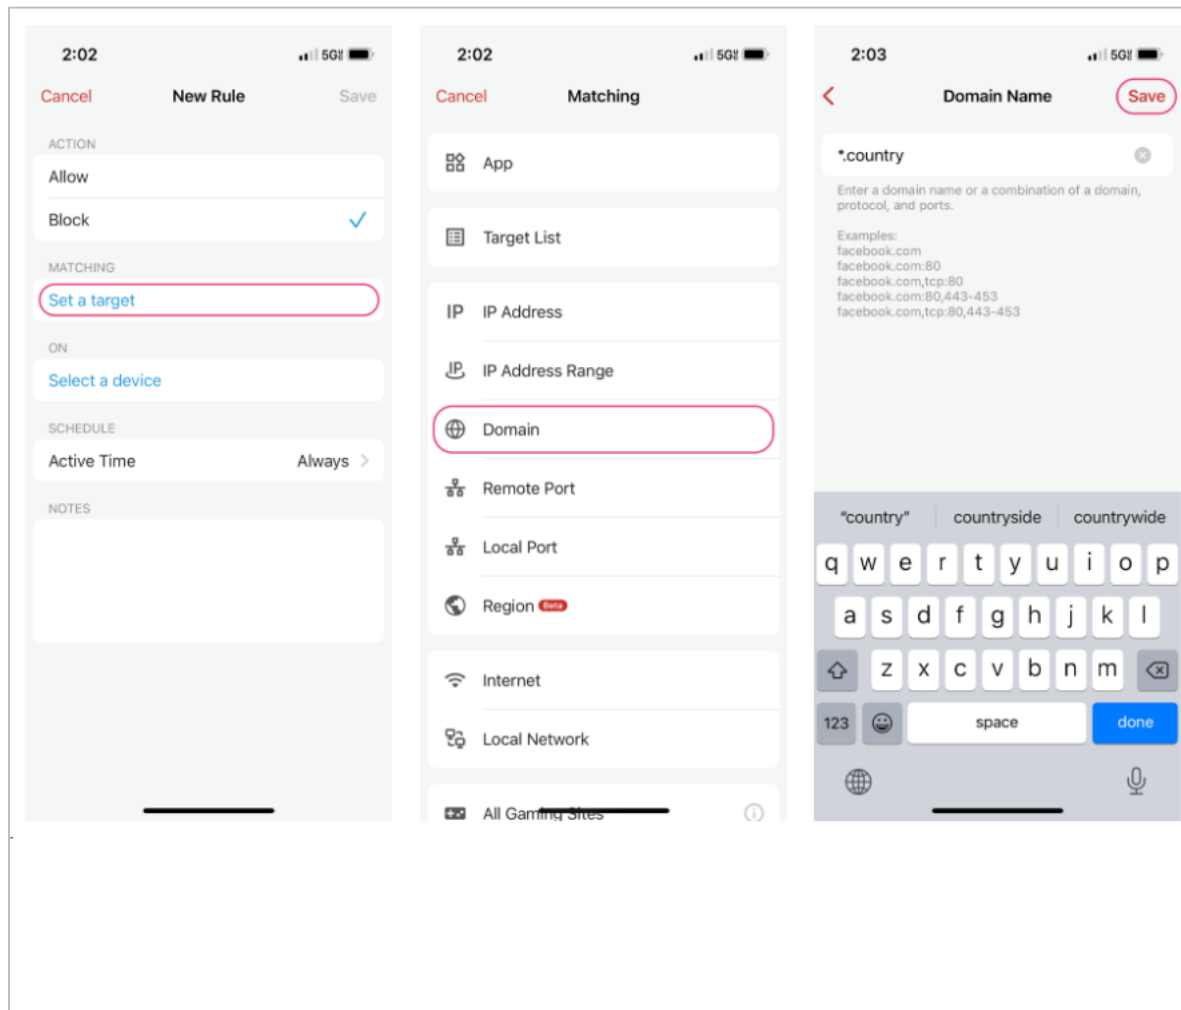 2:02
5G
Cancel
New Rule
Save
ACTION
Allow
Block
MATCHING
Set a target
ON
Select a device
SCHEDULE
Active Time
Always
NOTES
2:02
5G
Cancel
Matching
App
Target List
IP
IP Address
IP
IP Address Range
Domain
Remote Port
Local Port
Region Beta
Internet
Local Network
All Gaming Sites
2:03
5G
Domain Name
Save
*.country
Enter a domain name or a combination of a domain,
protocol, and ports.
Examples:
facebook.com
facebook.com:80
facebook.com,tcp:80
facebook.com:80,443-453
facebook.com,tcp:80,443-453
“country”
countryside
countrywide
q w e r t y u i o p
a s d f g h j k l
z x c v b n m
123
space
done